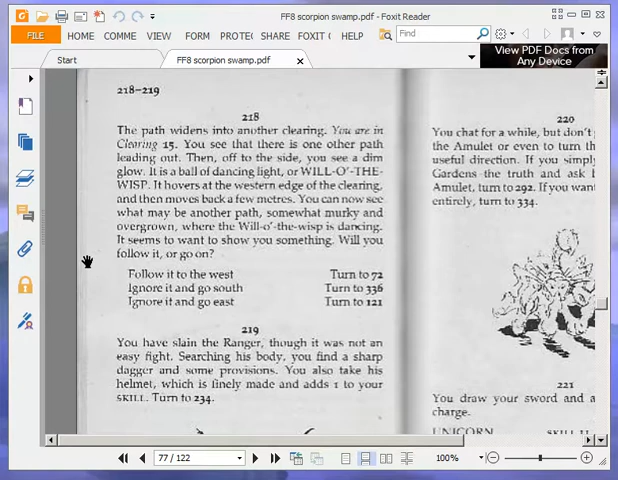 FF8 scorpion swamp.pdf - Foxit Reader
FILE HOME COMME VIEW FORM PROTE SHARE FOXIT C HELP Find
Start FF8 scorpion swamp.pdf
View PDF Docs from
Any Device
218–219
218
The path widens into another clearing. You are in
Clearing 15. You see that there is one other path
leading out. Then, off to the side, you see a dim
glow. It is a ball of dancing light, or WILL-O'-THE-
WISP. It hovers at the western edge of the clearing,
and then moves back a few metres. You can now see
what may be another path, somewhat murky and
overgrown, where the Will-o'-the-wisp is dancing.
It seems to want to show you something. Will you
follow it, or go on?
Follow it to the west Turn to 72
Ignore it and go south Turn to 336
Ignore it and go east Turn to 121
219
You have slain the Ranger, though it was not an
easy fight. Searching his body, you find a sharp
dagger and some provisions. You also take his
helmet, which is finely made and adds 1 to your
SKILL. Turn to 234.
220
You chat for a while, but don't
the Amulet or even to turn th
useful direction. If you simpl
Gardens the truth and ask
Amulet, turn to 292. If you want
entirely, turn to 334.
221
You draw your sword and a
charge.
UNICORN SKILL
77 / 122 100%